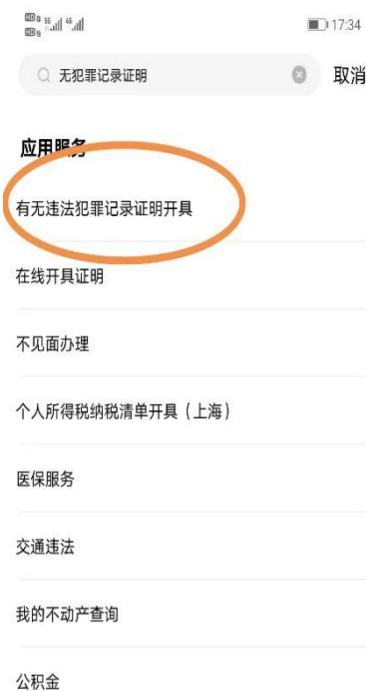 17:34
无犯罪记录证明
取消
应用服务
有无违法犯罪记录证明开具
在线开具证明
不见面办理
个人所得税纳税清单开具（上海）
医保服务
交通违法
我的不动产查询
公积金